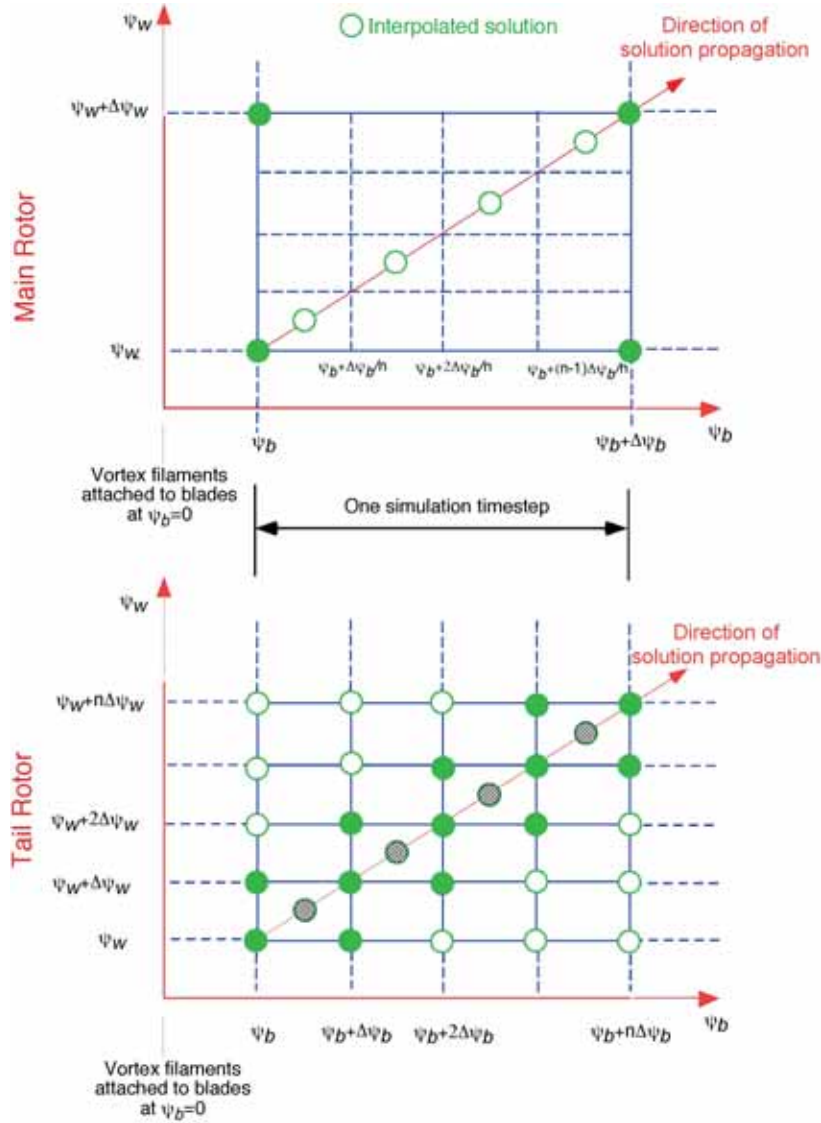 ψw
Interpolated solution
Direction of
solution propagation
ψw+Δψw
Main Rotor
ψw
ψb+Δψb/n
ψb+2Δψb/n
ψb+(n-1)Δψb/n
ψb
ψb+Δψb
ψb
Vortex filaments
attached to blades
at ψb=0
One simulation timestep
ψw
Direction of
solution propagation
ψw+nΔψw
Tail Rotor
ψw+2Δψw
ψw+Δψw
ψw
ψb
ψb+Δψb
ψb+2Δψb
ψb+nΔψb
ψb
Vortex filaments
attached to blades
at ψb=0